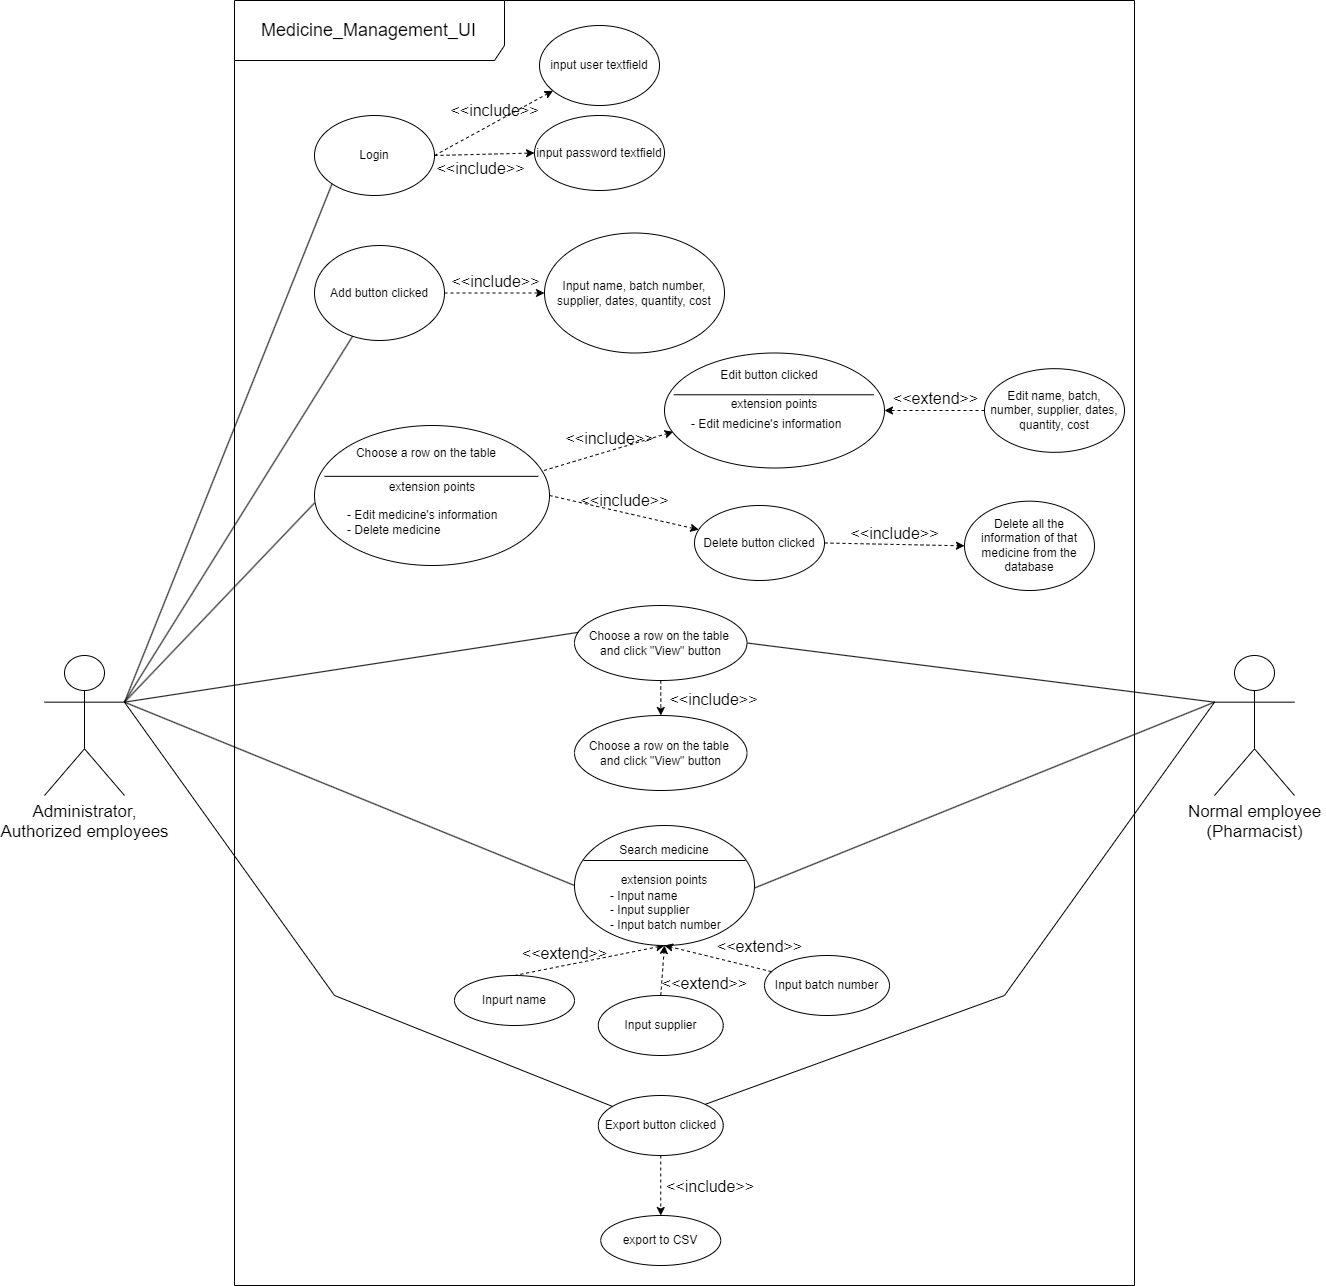 Medicine_Management_UI
input user textfield
<<include>>
Login
input password textfield
<<include>>
Add button clicked
<<include>>
Input name, batch number,
supplier, dates, quantity, cost
Edit button clicked
extension points
- Edit medicine's information
<<extend>>
Edit name, batch,
number, supplier, dates,
quantity, cost
Choose a row on the table
extension points
- Edit medicine's information
- Delete medicine
<<include>>
<<include>>
Delete button clicked
<<include>>
Delete all the
information of that
medicine from the
database
Choose a row on the table
and click "View" button
<<include>>
Choose a row on the table
and click "View" button
Administrator,
Authorized employees
Normal employee
(Pharmacist)
Search medicine
extension points
- Input name
- Input supplier
- Input batch number
<<extend>>
<<extend>>
<<extend>>
Inpurt name
Input supplier
Input batch number
Export button clicked
<<include>>
export to CSV